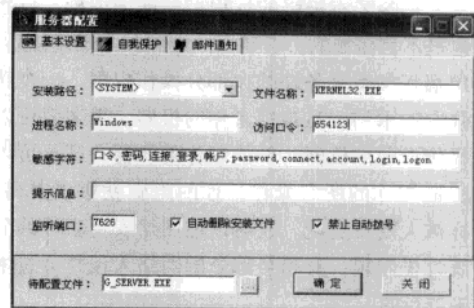 服务器配置
基本设置 自我保护 邮件通知
安装路径： <SYSTEM> 文件名称： KERNEL32.EXE
进程名称： Windows 访问口令： 654123
敏感字符： 口令,密码,连接,登录,帐户,password,connect,account,login,logon
提示信息：
监听端口： 7626 自动删除安装文件 禁止自动拨号
待配置文件： G_SERVER.EXE ... 确定 关闭